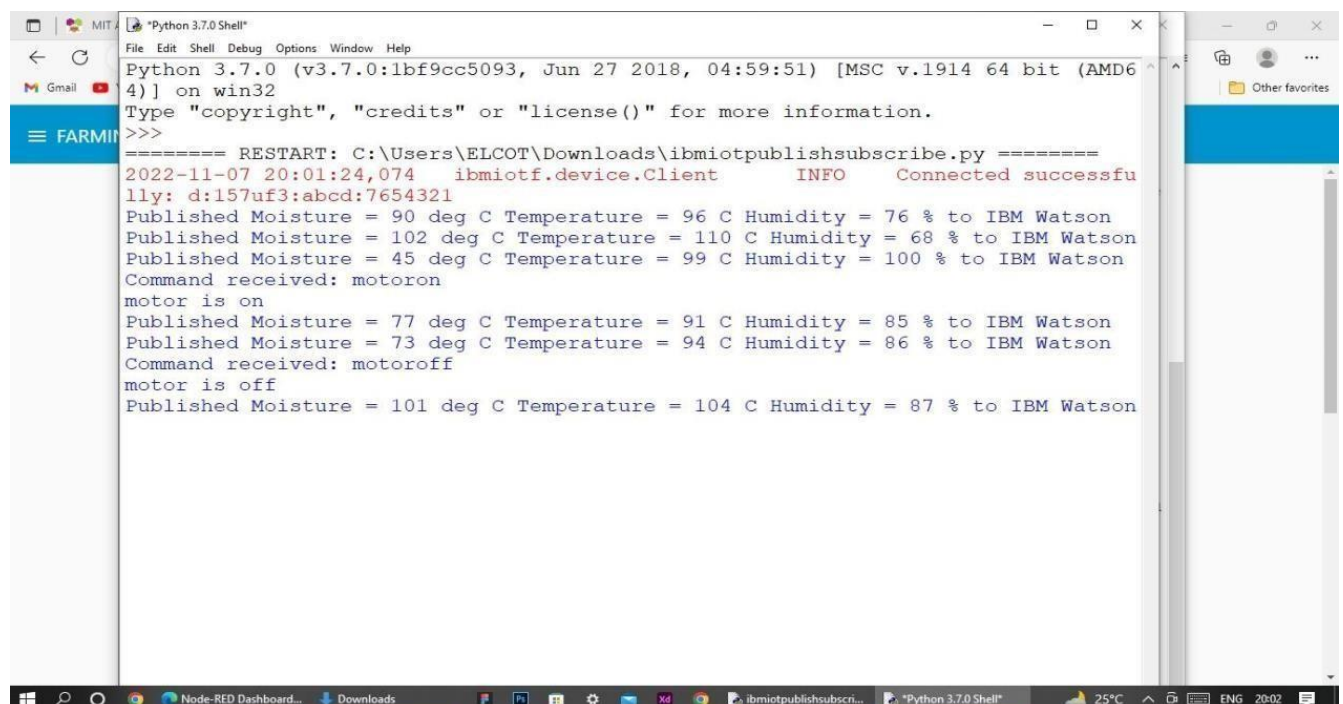 MIT
*Python 3.7.0 Shell*
File Edit Shell Debug Options Window Help
Python 3.7.0 (v3.7.0:1bf9cc5093, Jun 27 2018, 04:59:51) [MSC v.1914 64 bit (AMD6
4)] on win32
Type "copyright", "credits" or "license()" for more information.
>>>
======== RESTART: C:\Users\ELCOT\Downloads\ibmiotpublishsubscribe.py ========
2022-11-07 20:01:24,074 ibmiotf.device.Client INFO Connected successfu
lly: d:157uf3:abcd:7654321
Published Moisture = 90 deg C Temperature = 96 C Humidity = 76 % to IBM Watson
Published Moisture = 102 deg C Temperature = 110 C Humidity = 68 % to IBM Watson
Published Moisture = 45 deg C Temperature = 99 C Humidity = 100 % to IBM Watson
Command received: motoron
motor is on
Published Moisture = 77 deg C Temperature = 91 C Humidity = 85 % to IBM Watson
Published Moisture = 73 deg C Temperature = 94 C Humidity = 86 % to IBM Watson
Command received: motoroff
motor is off
Published Moisture = 101 deg C Temperature = 104 C Humidity = 87 % to IBM Watson
Gmail
Other favorites
FARMIN
Node-RED Dashboard... Downloads ibmiotpublishsubscri... *Python 3.7.0 Shell* 25°C ENG 20:02